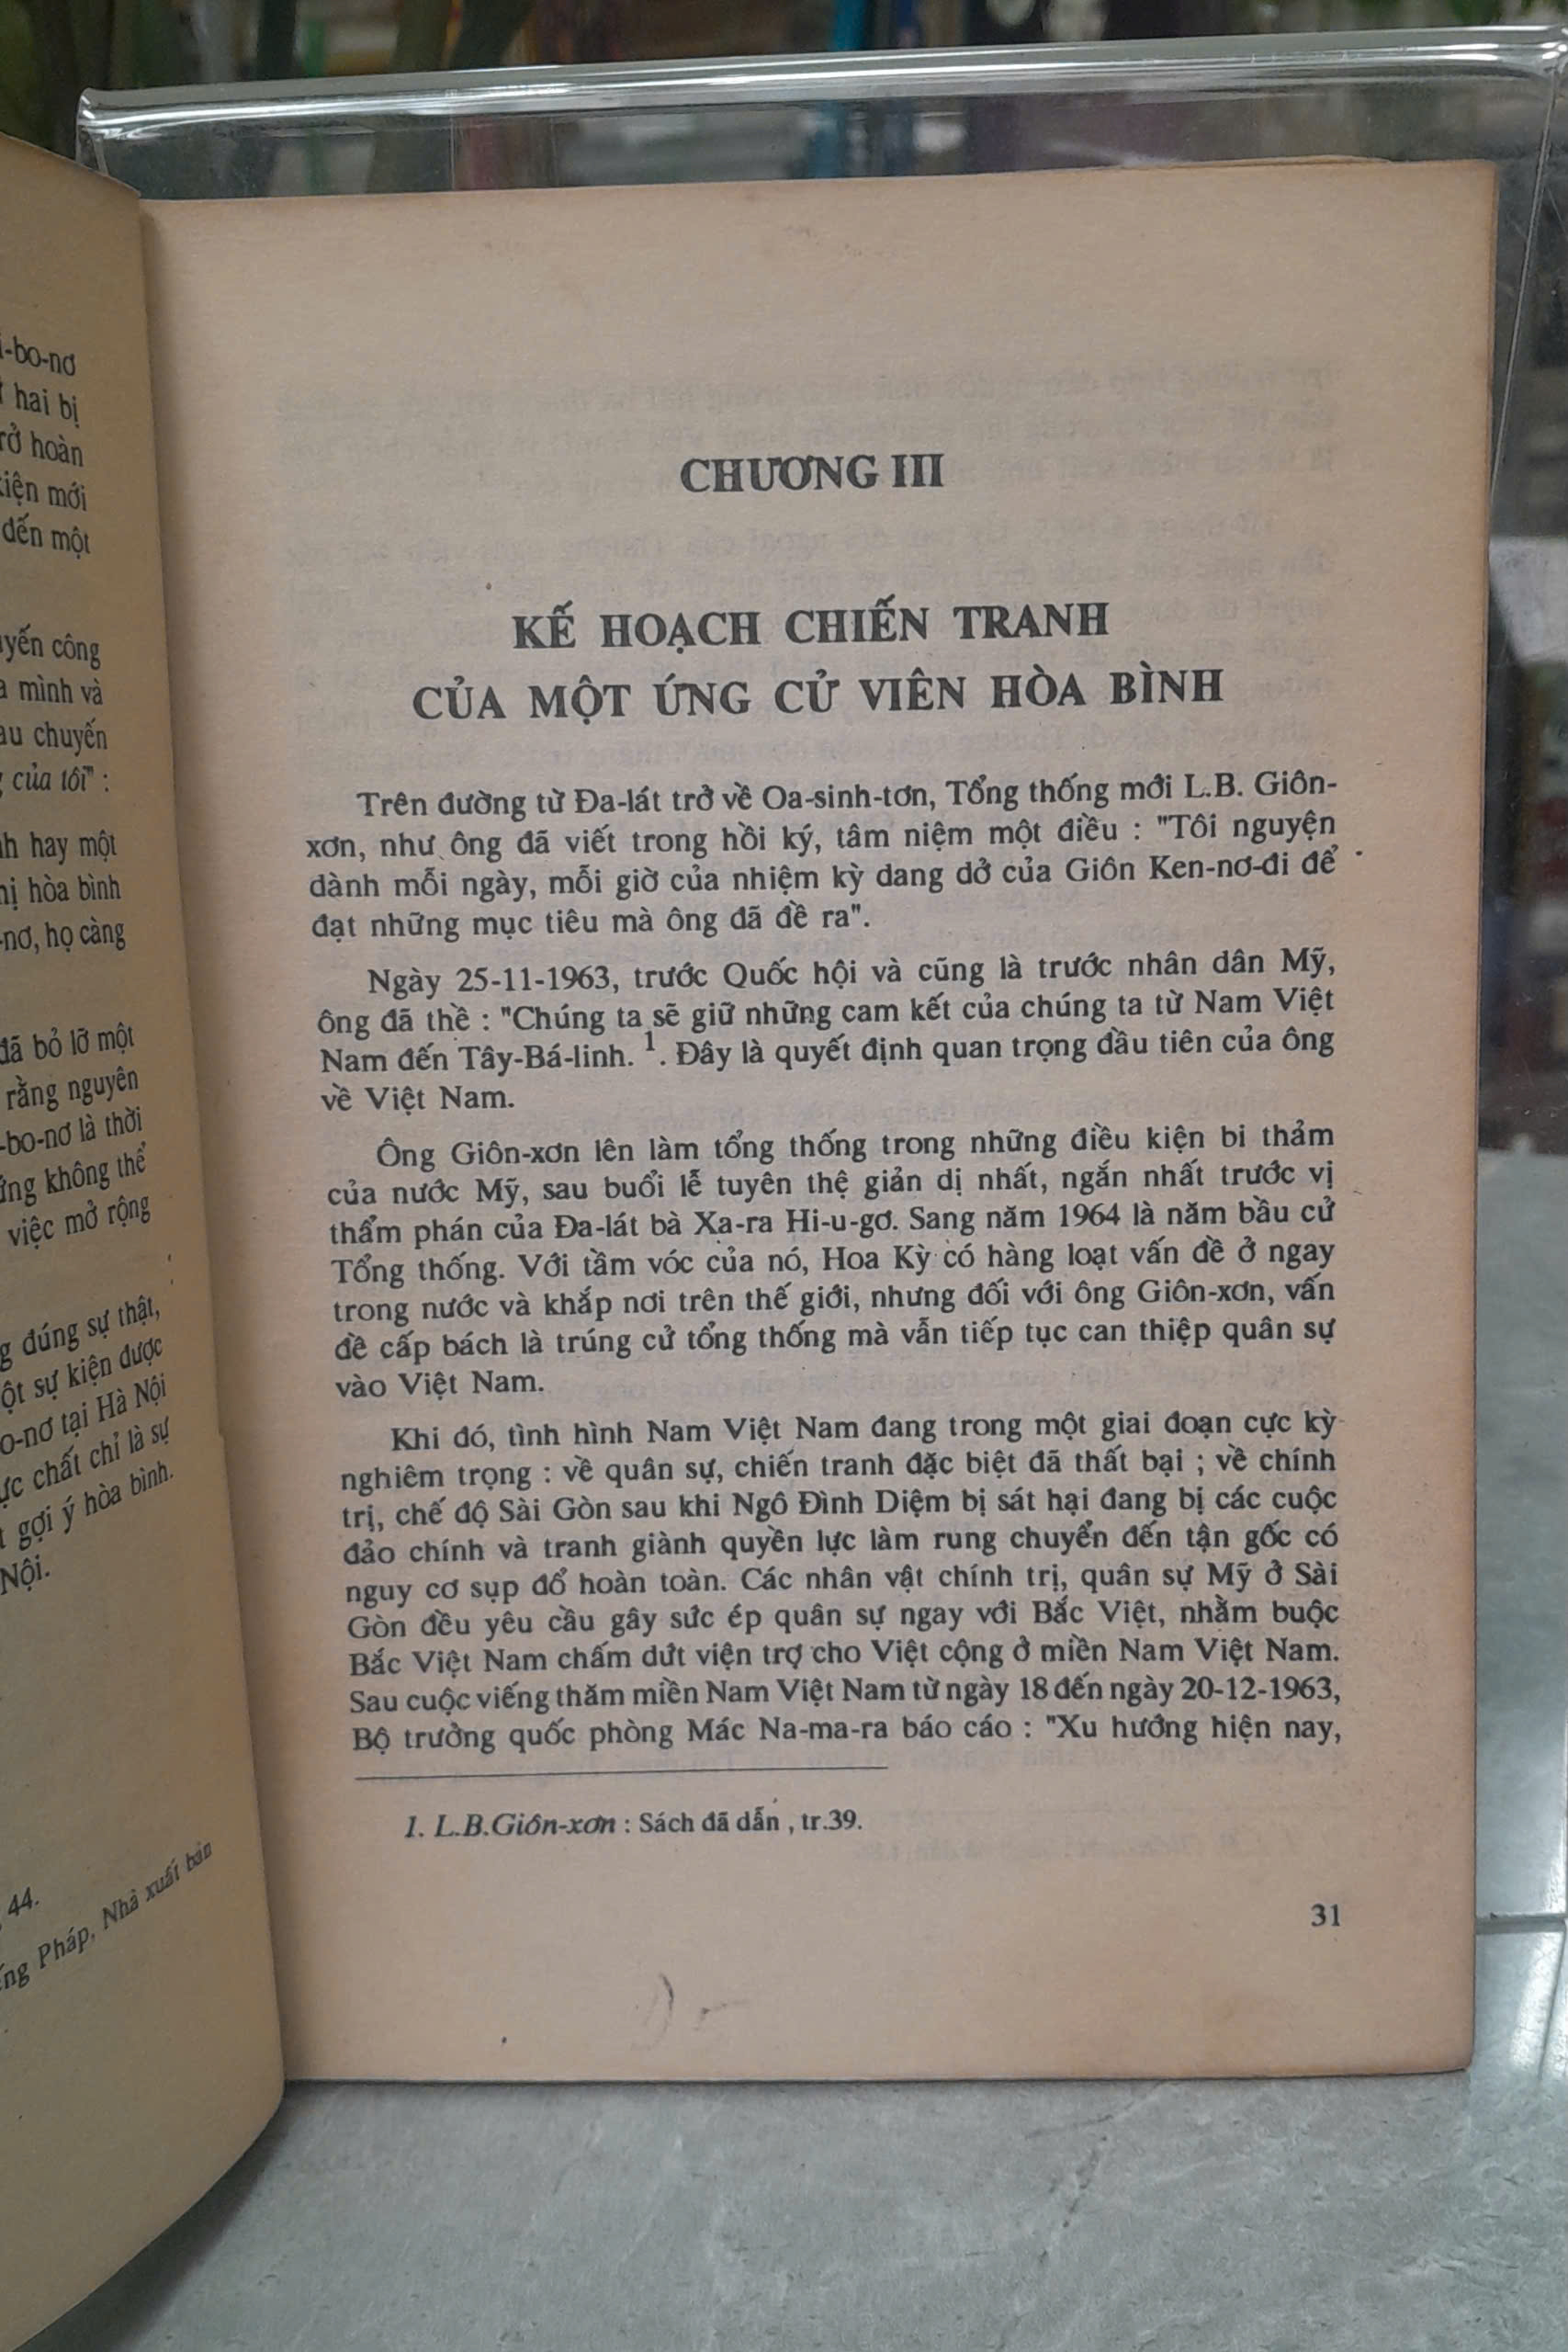 -bo-nơ
hai bị
trở hoàn
kiện mới
đến một
công
mình và
chuyến
của tôi" :
hay một
hòa bình
-nơ, họ càng
đã bỏ lỡ một
rằng nguyên
-bo-nơ là thời
không thể
việc mở rộng
đúng sự thật,
sự kiện được
-nơ tại Hà Nội
chất chỉ là sự
gợi ý hòa bình.
Nội.
44.
Pháp, Nhà xuất bản
CHƯƠNG III
KẾ HOẠCH CHIẾN TRANH
CỦA MỘT ỨNG CỬ VIÊN HÒA BÌNH
Trên đường từ Đa-lát trở về Oa-sinh-tơn, Tổng thống mới L.B. Giôn-
xơn, như ông đã viết trong hồi ký, tâm niệm một điều : "Tôi nguyện
dành mỗi ngày, mỗi giờ của nhiệm kỳ dang dở của Giôn Ken-nơ-đi để
đạt những mục tiêu mà ông đã đề ra".
Ngày 25-11-1963, trước Quốc hội và cũng là trước nhân dân Mỹ,
ông đã thề : "Chúng ta sẽ giữ những cam kết của chúng ta từ Nam Việt
Nam đến Tây-Bá-linh. 1. Đây là quyết định quan trọng đầu tiên của ông
về Việt Nam.
Ông Giôn-xơn lên làm tổng thống trong những điều kiện bi thảm
của nước Mỹ, sau buổi lễ tuyên thệ giản dị nhất, ngắn nhất trước vị
thẩm phán của Đa-lát bà Xa-ra Hi-u-gơ. Sang năm 1964 là năm bầu cử
Tổng thống. Với tầm vóc của nó, Hoa Kỳ có hàng loạt vấn đề ở ngay
trong nước và khắp nơi trên thế giới, nhưng đối với ông Giôn-xơn, vấn
đề cấp bách là trúng cử tổng thống mà vẫn tiếp tục can thiệp quân sự
vào Việt Nam.
Khi đó, tình hình Nam Việt Nam đang trong một giai đoạn cực kỳ
nghiêm trọng : về quân sự, chiến tranh đặc biệt đã thất bại ; về chính
trị, chế độ Sài Gòn sau khi Ngô Đình Diệm bị sát hại đang bị các cuộc
đảo chính và tranh giành quyền lực làm rung chuyển đến tận gốc có
nguy cơ sụp đổ hoàn toàn. Các nhân vật chính trị, quân sự Mỹ ở Sài
Gòn đều yêu cầu gây sức ép quân sự ngay với Bắc Việt, nhằm buộc
Bắc Việt Nam chấm dứt viện trợ cho Việt cộng ở miền Nam Việt Nam.
Sau cuộc viếng thăm miền Nam Việt Nam từ ngày 18 đến ngày 20-12-1963,
Bộ trưởng quốc phòng Mác Na-ma-ra báo cáo : "Xu hướng hiện nay,
1. L.B.Giôn-xơn : Sách đã dẫn , tr.39.
31